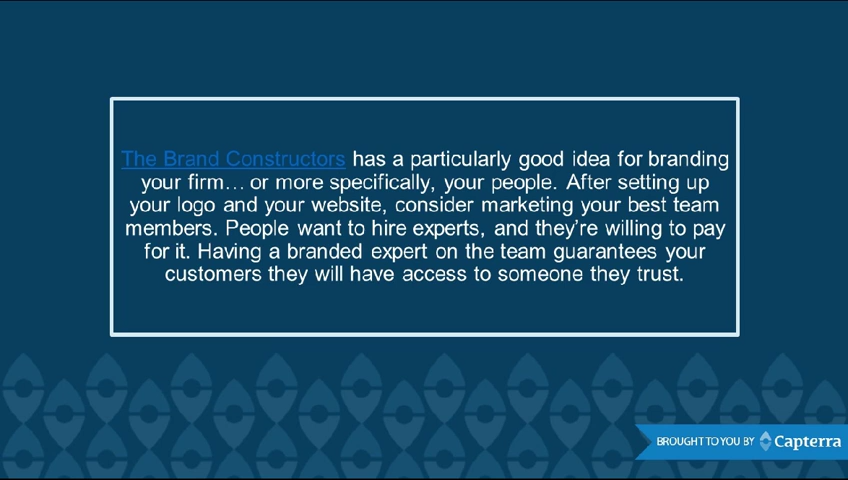 The Brand Constructors has a particularly good idea for branding
your firm… or more specifically, your people. After setting up
your logo and your website, consider marketing your best team
members. People want to hire experts, and they’re willing to pay
for it. Having a branded expert on the team guarantees your
customers they will have access to someone they trust.
BROUGHT TO YOU BY Capterra